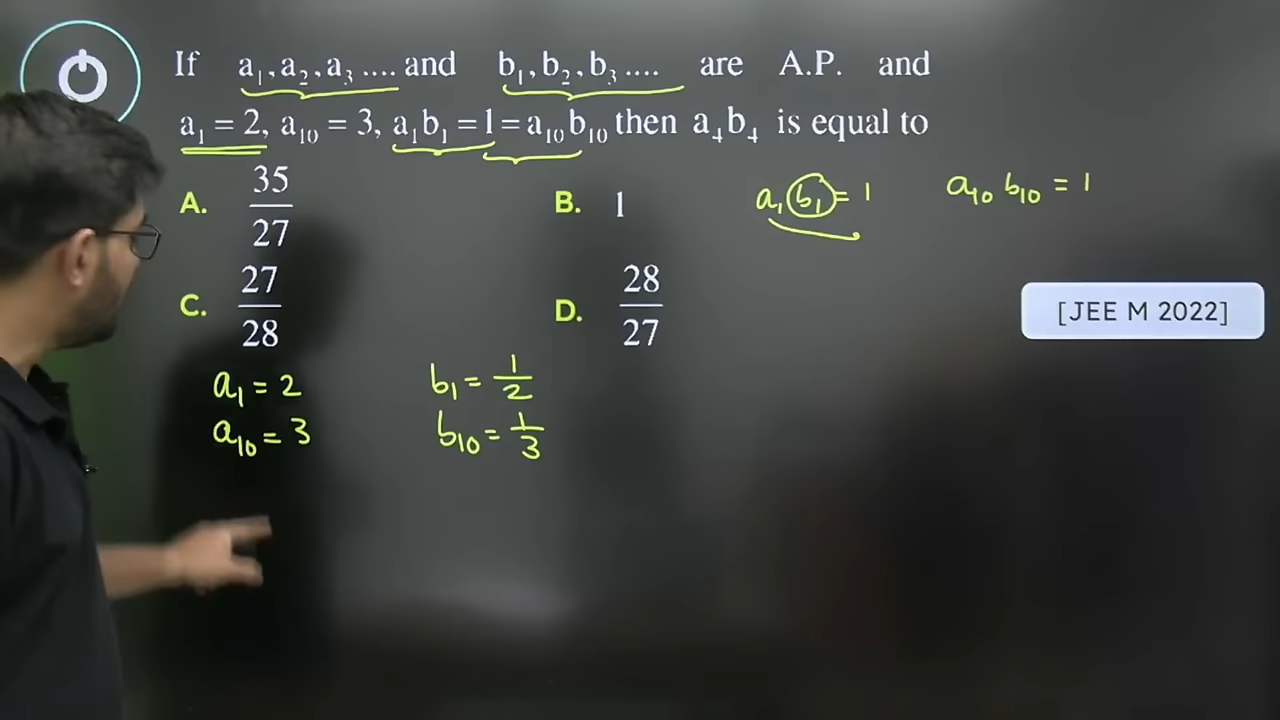 If a₁, a₂, a₃ .... and b₁, b₂, b₃ .... are A.P. and
a₁ = 2, a₁₀ = 3, a₁b₁ = 1 = a₁₀b₁₀ then a₄b₄ is equal to
A. 35/27
B. 1
C. 27/28
D. 28/27
a₁b₁ = 1
a₁₀ b₁₀ = 1
[JEE M 2022]
a₁ = 2
b₁ = 1/2
a₁₀ = 3
b₁₀ = 1/3